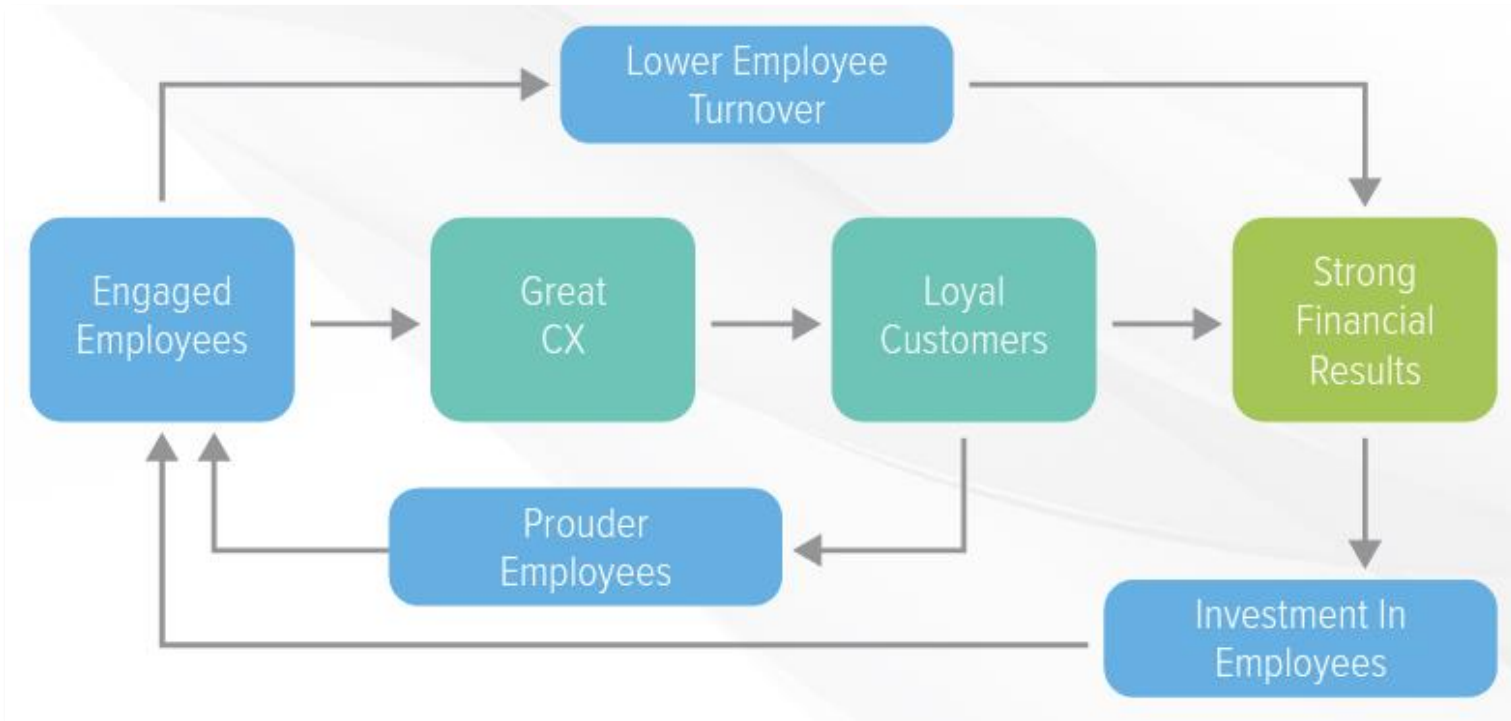 Lower Employee
Turnover
Engaged
Employees
Great
CX
Loyal
Customers
Strong
Financial
Results
Prouder
Employees
Investment In
Employees